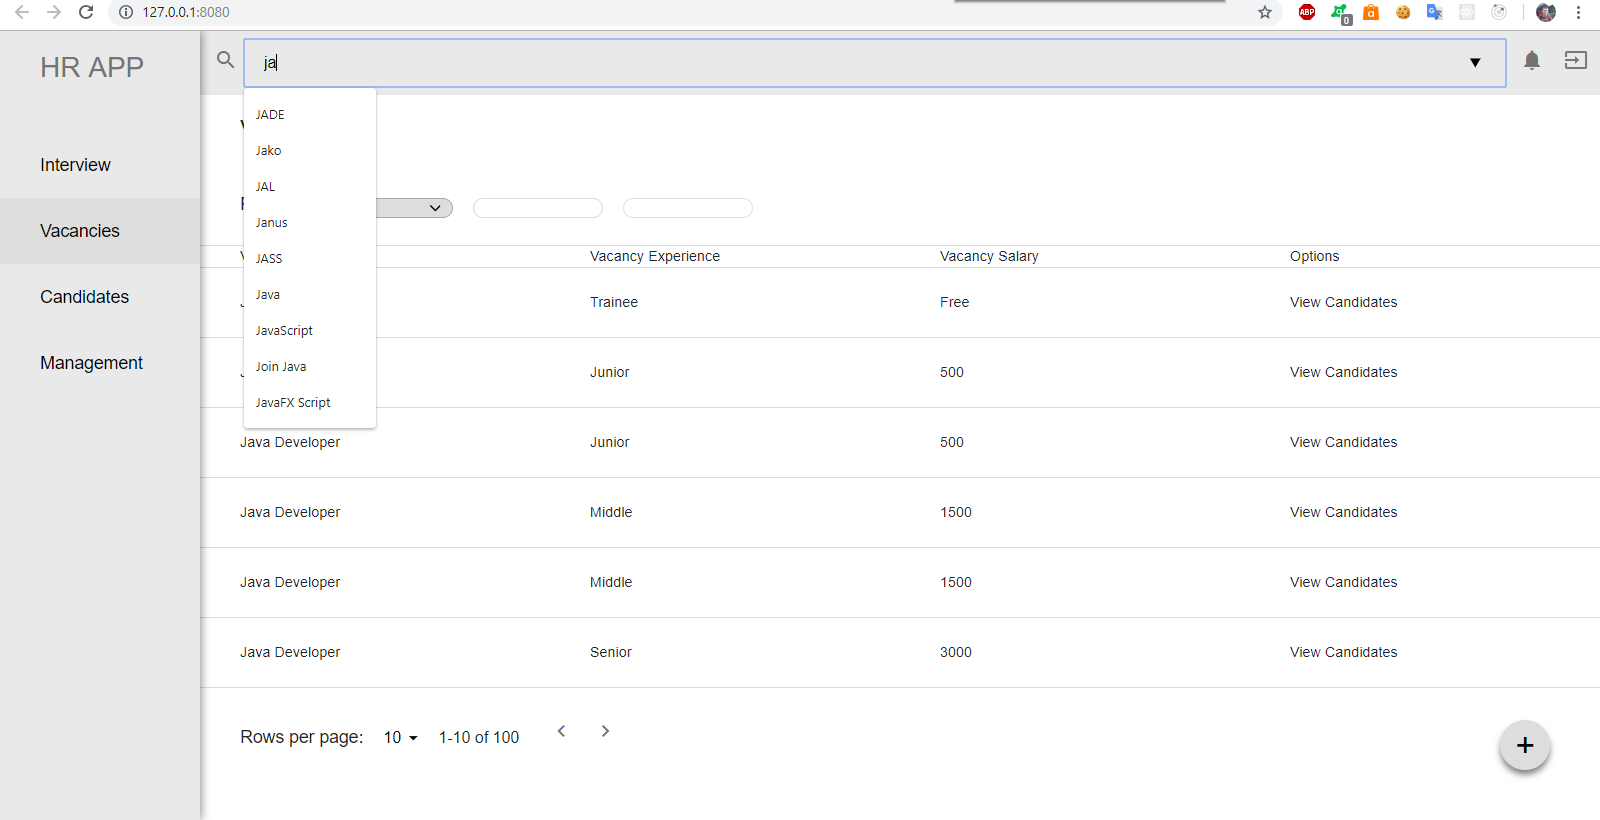 127.0.0.1:8080
ABP
0
HR APP
ja
Interview
Vacancies
Candidates
Management
JADE
Jako
JAL
Janus
JASS
Java
JavaScript
Join Java
JavaFX Script
Vacancy Experience Vacancy Salary Options
Trainee Free View Candidates
Junior 500 View Candidates
Java Developer Junior 500 View Candidates
Java Developer Middle 1500 View Candidates
Java Developer Middle 1500 View Candidates
Java Developer Senior 3000 View Candidates
Rows per page: 10 1-10 of 100
+